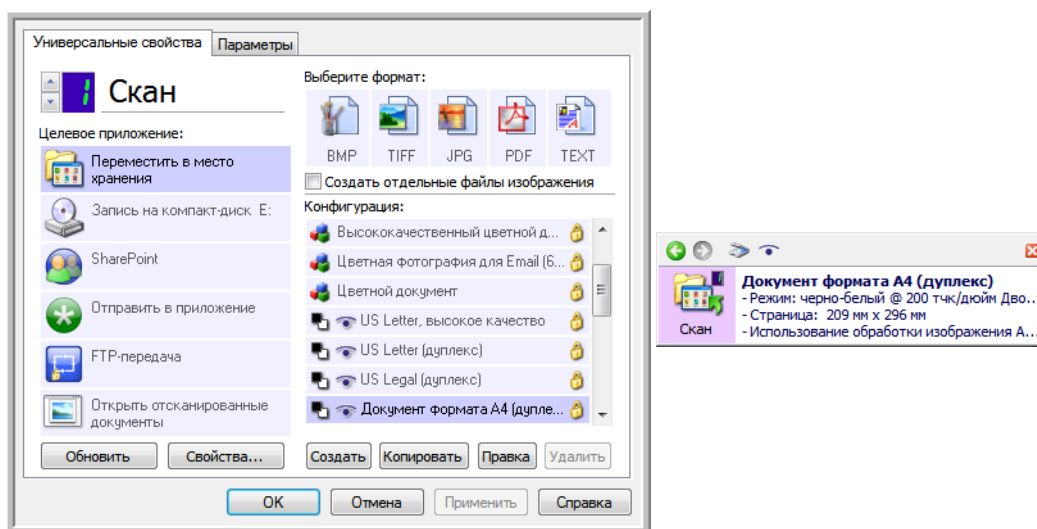 Универсальные свойства
Параметры
1
Скан
Целевое приложение:
Переместить в место
хранения
Запись на компакт-диск E:
SharePoint
Отправить в приложение
FTP-передача
Открыть отсканированные
документы
Обновить
Свойства...
Выберите формат:
BMP TIFF JPG PDF TEXT
Создать отдельные файлы изображения
Конфигурация:
Высококачественный цветной д...
Цветная фотография для Email (6...
Цветной документ
US Letter, высокое качество
US Letter (дуплекс)
US Legal (дуплекс)
Документ формата A4 (дупле...
Создать
Копировать
Правка
Удалить
OK
Отмена
Применить
Справка
Скан
Документ формата A4 (дуплекс)
- Режим: черно-белый @ 200 тчк/дюйм Дво...
- Страница: 209 мм x 296 мм
- Использование обработки изображения А...